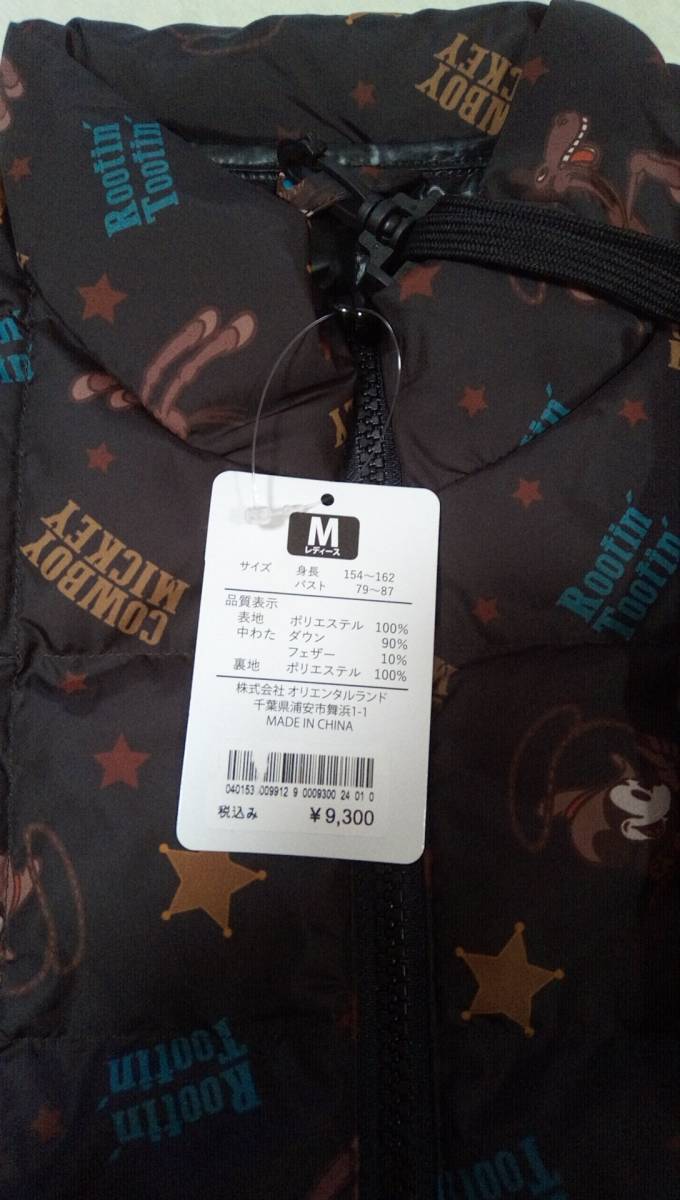 COWBOY
MICKEY
Rootin'
Tootin'
Rootin'
COWBOY
MICKEY
Rootin'
Tootin'
M
レディース
サイズ 身長 154〜162
バスト 79〜87
品質表示
表地 ポリエステル 100%
中わた ダウン 90%
フェザー 10%
裏地 ポリエステル 100%
株式会社 オリエンタルランド
千葉県浦安市舞浜1-1
MADE IN CHINA
040153 009912 9 0009300 24 01 0
税込み ¥9,300
Rootin'
Tootin'